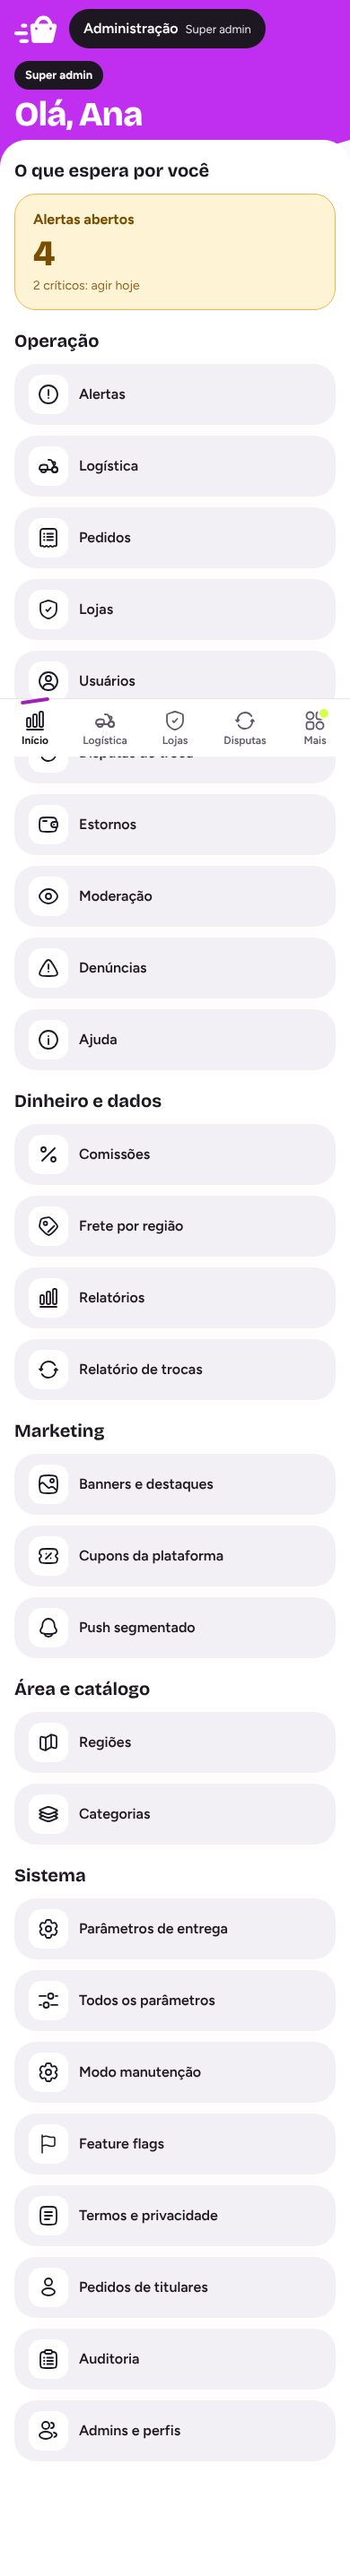 Administração Super admin
Super admin
Olá, Ana
O que espera por você
Alertas abertos
4
2 críticos: agir hoje
Operação
Alertas
Logística
Pedidos
Lojas
Usuários
Início Logística Lojas Disputas Mais
Estornos
Moderação
Denúncias
Ajuda
Dinheiro e dados
Comissões
Frete por região
Relatórios
Relatório de trocas
Marketing
Banners e destaques
Cupons da plataforma
Push segmentado
Área e catálogo
Regiões
Categorias
Sistema
Parâmetros de entrega
Todos os parâmetros
Modo manutenção
Feature flags
Termos e privacidade
Pedidos de titulares
Auditoria
Admins e perfis